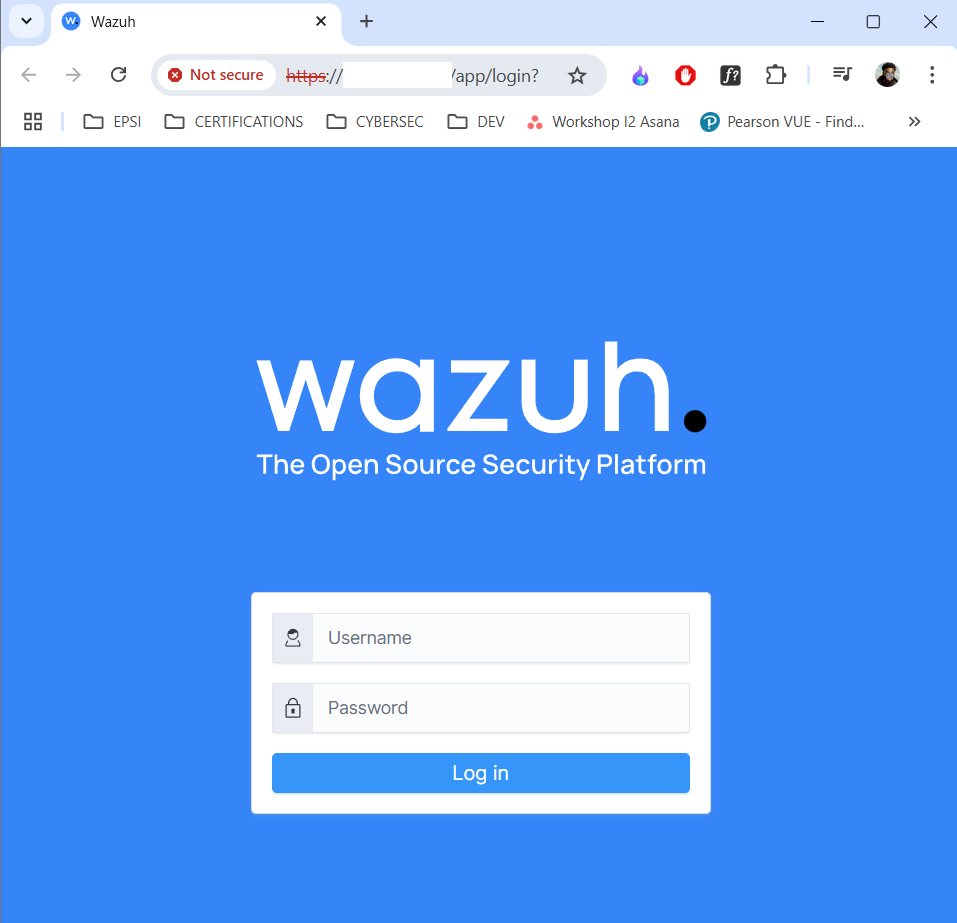 Wazuh
Not secure https:// /app/login?
EPSI CERTIFICATIONS CYBERSEC DEV Workshop I2 Asana Pearson VUE - Find...
wazuh.
The Open Source Security Platform
Username
Password
Log in